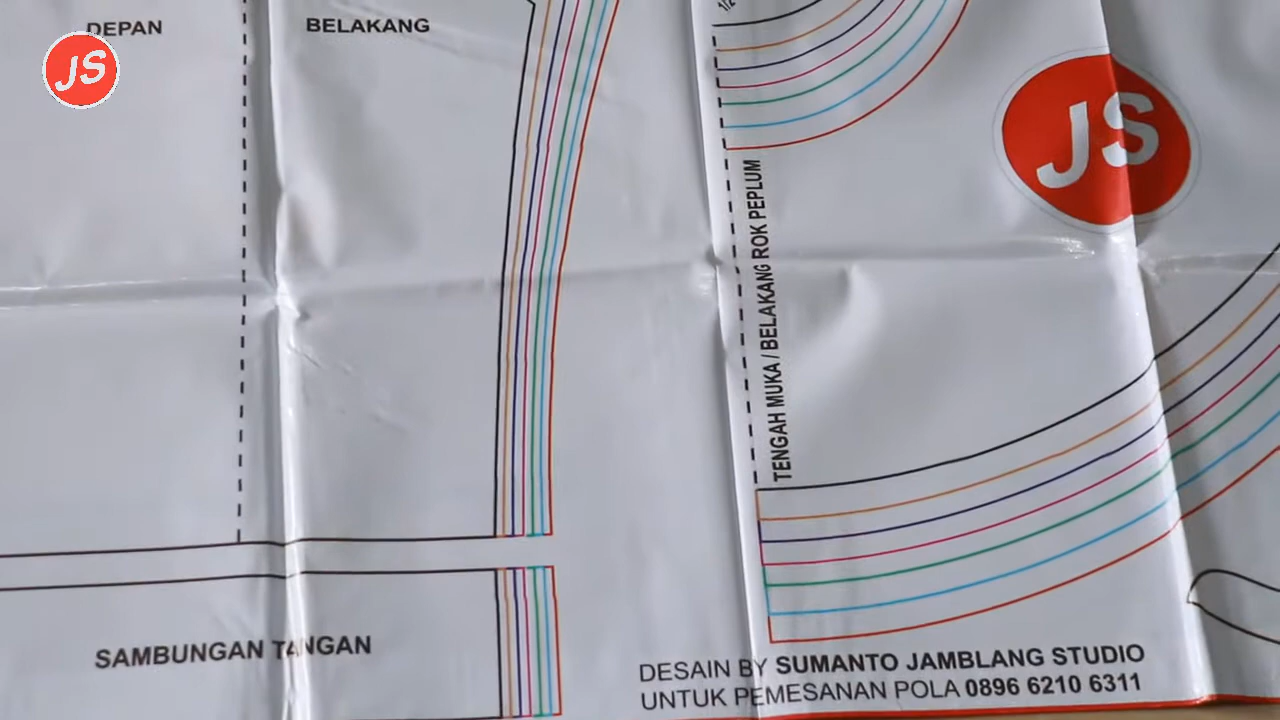 DEPAN
BELAKANG
JS
JS
TENGAH MUKA / BELAKANG ROK PEPLUM
SAMBUNGAN TANGAN
DESAIN BY SUMANTO JAMBLANG STUDIO
UNTUK PEMESANAN POLA 0896 6210 6311